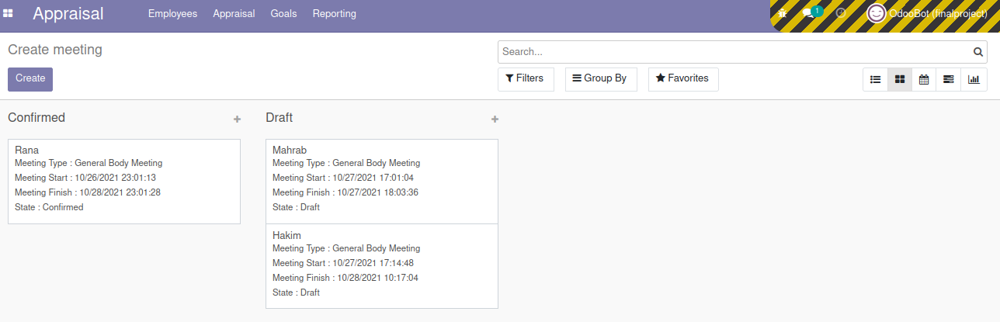 Appraisal
Employees Appraisal Goals Reporting
1
OdooBot (finalproject)
Create meeting
Search...
Create
Filters
Group By
Favorites
Confirmed
Rana
Meeting Type : General Body Meeting
Meeting Start : 10/26/2021 23:01:13
Meeting Finish : 10/28/2021 23:01:28
State : Confirmed
Draft
Mahrab
Meeting Type : General Body Meeting
Meeting Start : 10/27/2021 17:01:04
Meeting Finish : 10/27/2021 18:03:36
State : Draft
Hakim
Meeting Type : General Body Meeting
Meeting Start : 10/27/2021 17:14:48
Meeting Finish : 10/28/2021 10:17:04
State : Draft